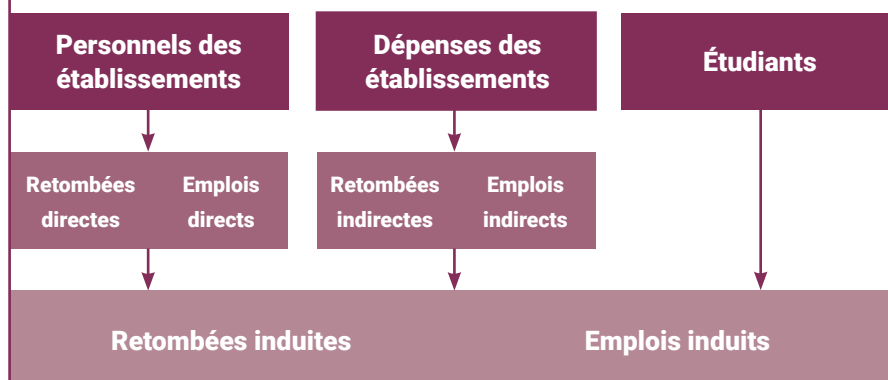 Personnels des
établissements
Dépenses des
établissements
Étudiants
Retombées
directes
Emplois
directs
Retombées
indirectes
Emplois
indirects
Retombées induites
Emplois induits